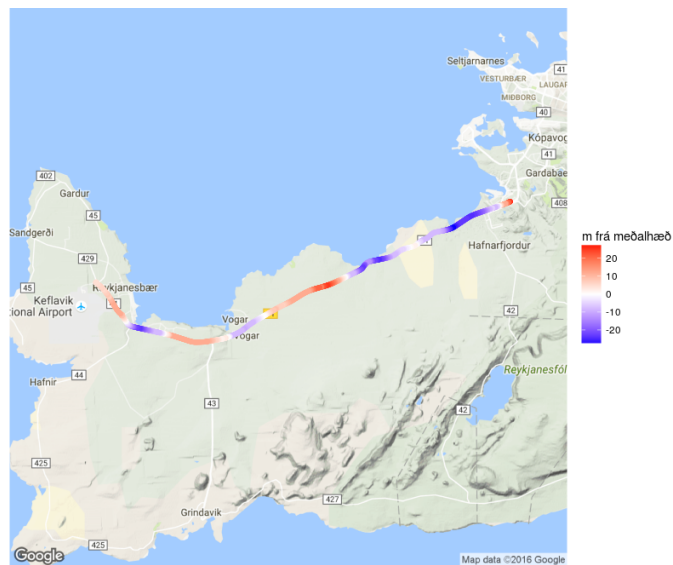 Seltjarnarnes
41
VESTURBÆR
LAUGAR
MIÐBORG
40
Kópavog
402
41
Gardabæ
Gardur
408
45
Sandgerði
m frá meðalhæð
Hafnarfjordur
429
20
45
10
Keflavik
0
tional Airport
42
Vogar
-10
Vogar
-20
Hafnir
44
Reykjanesfól
43
42
425
427
Grindavik
425
Google
Map data ©2016 Google